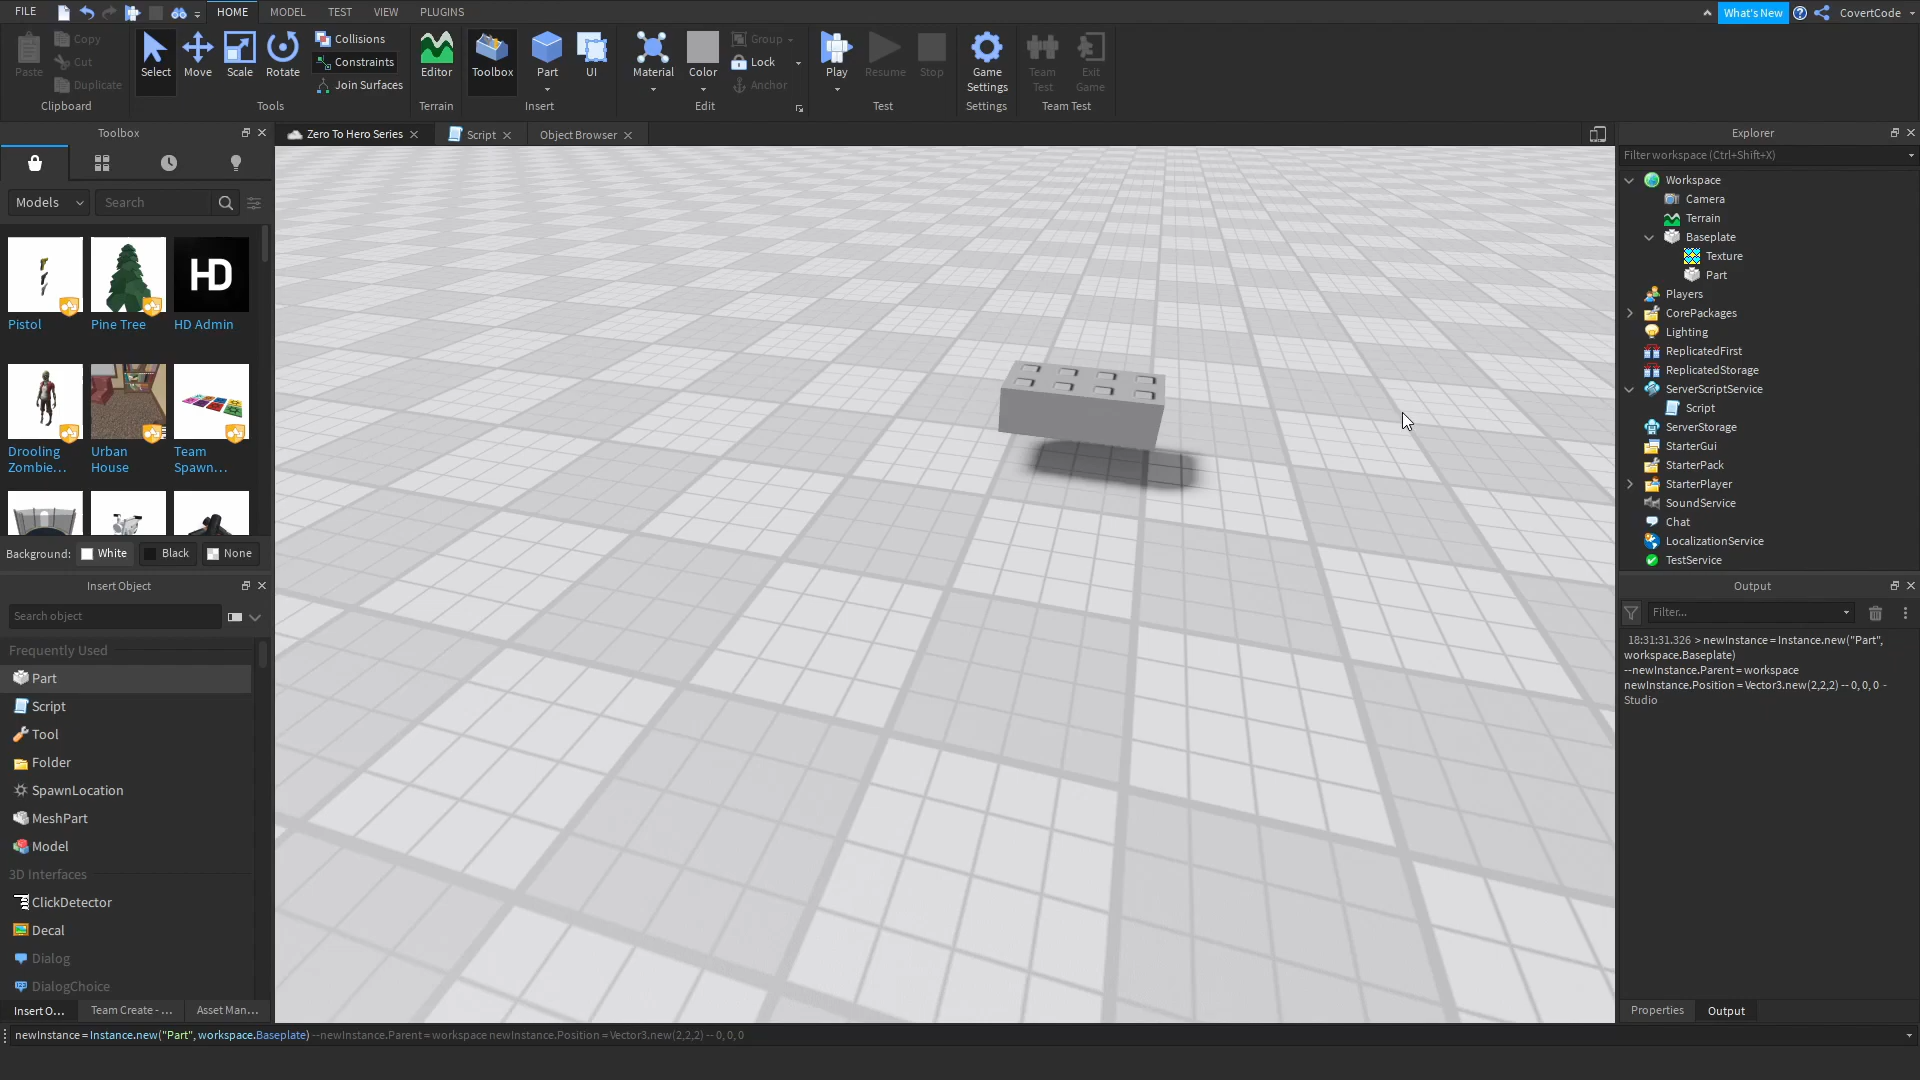 FILE
HOME
MODEL
TEST
VIEW
PLUGINS
What's New
CovertCode
Paste
Copy
Cut
Duplicate
Clipboard
Select
Move
Scale
Rotate
Collisions
Constraints
Join Surfaces
Tools
Editor
Terrain
Toolbox
Part
UI
Insert
Material
Color
Group
Lock
Anchor
Edit
Play
Resume
Stop
Test
Game
Settings
Settings
Team
Test
Exit
Game
Team Test
Toolbox
Models
Search
Pistol
Pine Tree
HD
HD Admin
Drooling
Zombie...
Urban
House
Team
Spawn...
Background:
White
Black
None
Insert Object
Search object
Frequently Used
Part
Script
Tool
Folder
SpawnLocation
MeshPart
Model
3D Interfaces
ClickDetector
Decal
Dialog
DialogChoice
Insert O...
Team Create - ...
Asset Man...
Zero To Hero Series
Script
Object Browser
Explorer
Filter workspace (Ctrl+Shift+X)
Workspace
Camera
Terrain
Baseplate
Texture
Part
Players
CorePackages
Lighting
ReplicatedFirst
ReplicatedStorage
ServerScriptService
Script
ServerStorage
StarterGui
StarterPack
StarterPlayer
SoundService
Chat
LocalizationService
TestService
Output
Filter...
18:31:31.326 > newInstance = Instance.new("Part",
workspace.Baseplate)
--newInstance.Parent = workspace
newInstance.Position = Vector3.new(2,2,2) -- 0, 0, 0 -
Studio
Properties
Output
newInstance = Instance.new("Part", workspace.Baseplate) --newInstance.Parent = workspace newInstance.Position = Vector3.new(2,2,2) -- 0, 0, 0